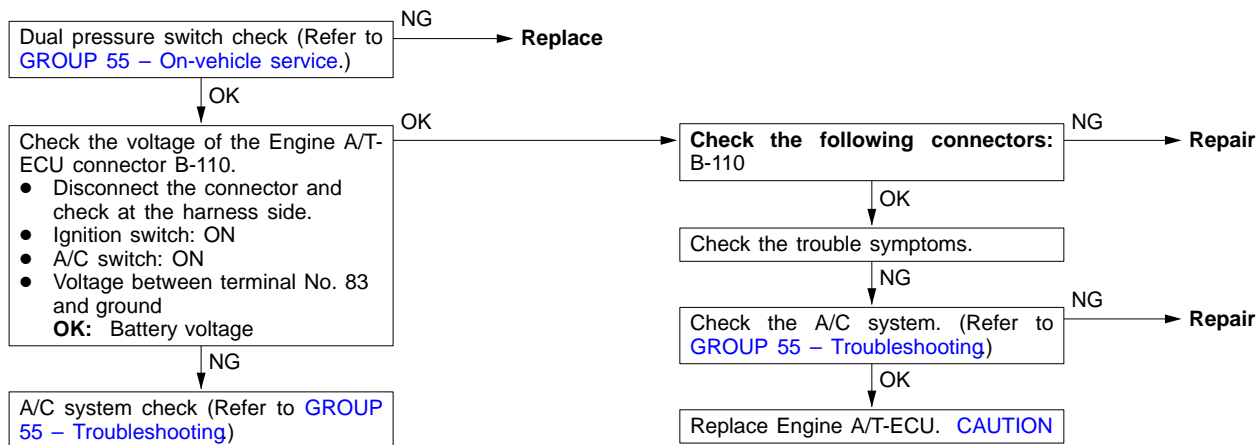 Dual pressure switch check (Refer to
GROUP 55 – On-vehicle service.)
NG
Replace
OK
Check the voltage of the Engine A/T-
ECU connector B-110.
● Disconnect the connector and
check at the harness side.
● Ignition switch: ON
● A/C switch: ON
● Voltage between terminal No. 83
and ground
OK: Battery voltage
OK
Check the following connectors:
B-110
NG
Repair
OK
Check the trouble symptoms.
NG
Check the A/C system. (Refer to
GROUP 55 – Troubleshooting.)
NG
Repair
OK
Replace Engine A/T-ECU. CAUTION
NG
A/C system check (Refer to GROUP
55 – Troubleshooting.)